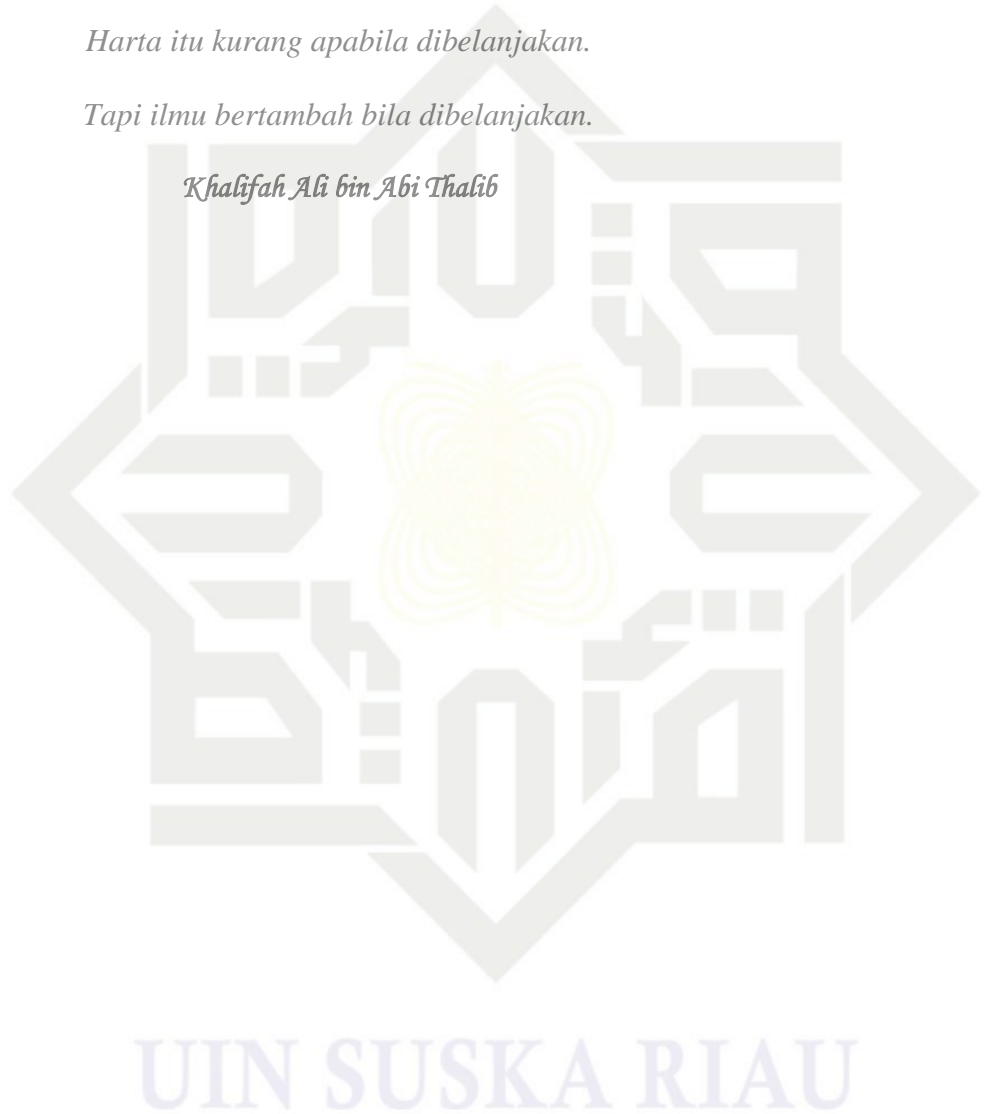 Harta itu kurang apabila dibelanjakan.
Tapi ilmu bertambah bila dibelanjakan.
Khalifah Ali bin Abi Thalib
UIN SUSKA RIAU